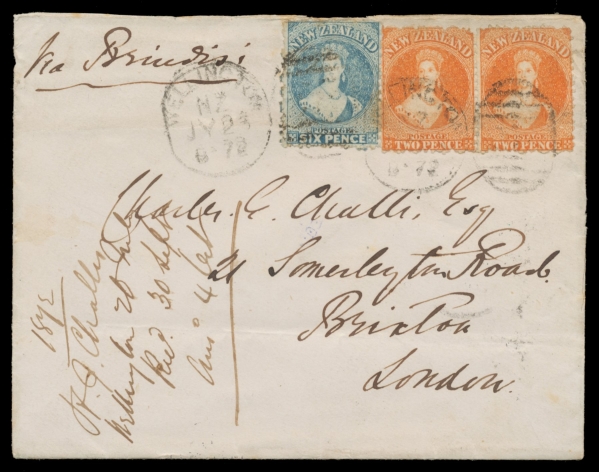 via Brindisi
NEW ZEALAND
POSTAGE
SIX PENCE
NEW ZEALAND
POSTAGE
TWO PENCE
NEW ZEALAND
POSTAGE
TWO PENCE
WELLINGTON
NZ
JY 24
6·72
72
Charles G. Challis, Esq
21 Somerleyton Road.
Brixton
London.
1872
Wellington 20 July
Recd. 30 Sept
Ans 4 Oct